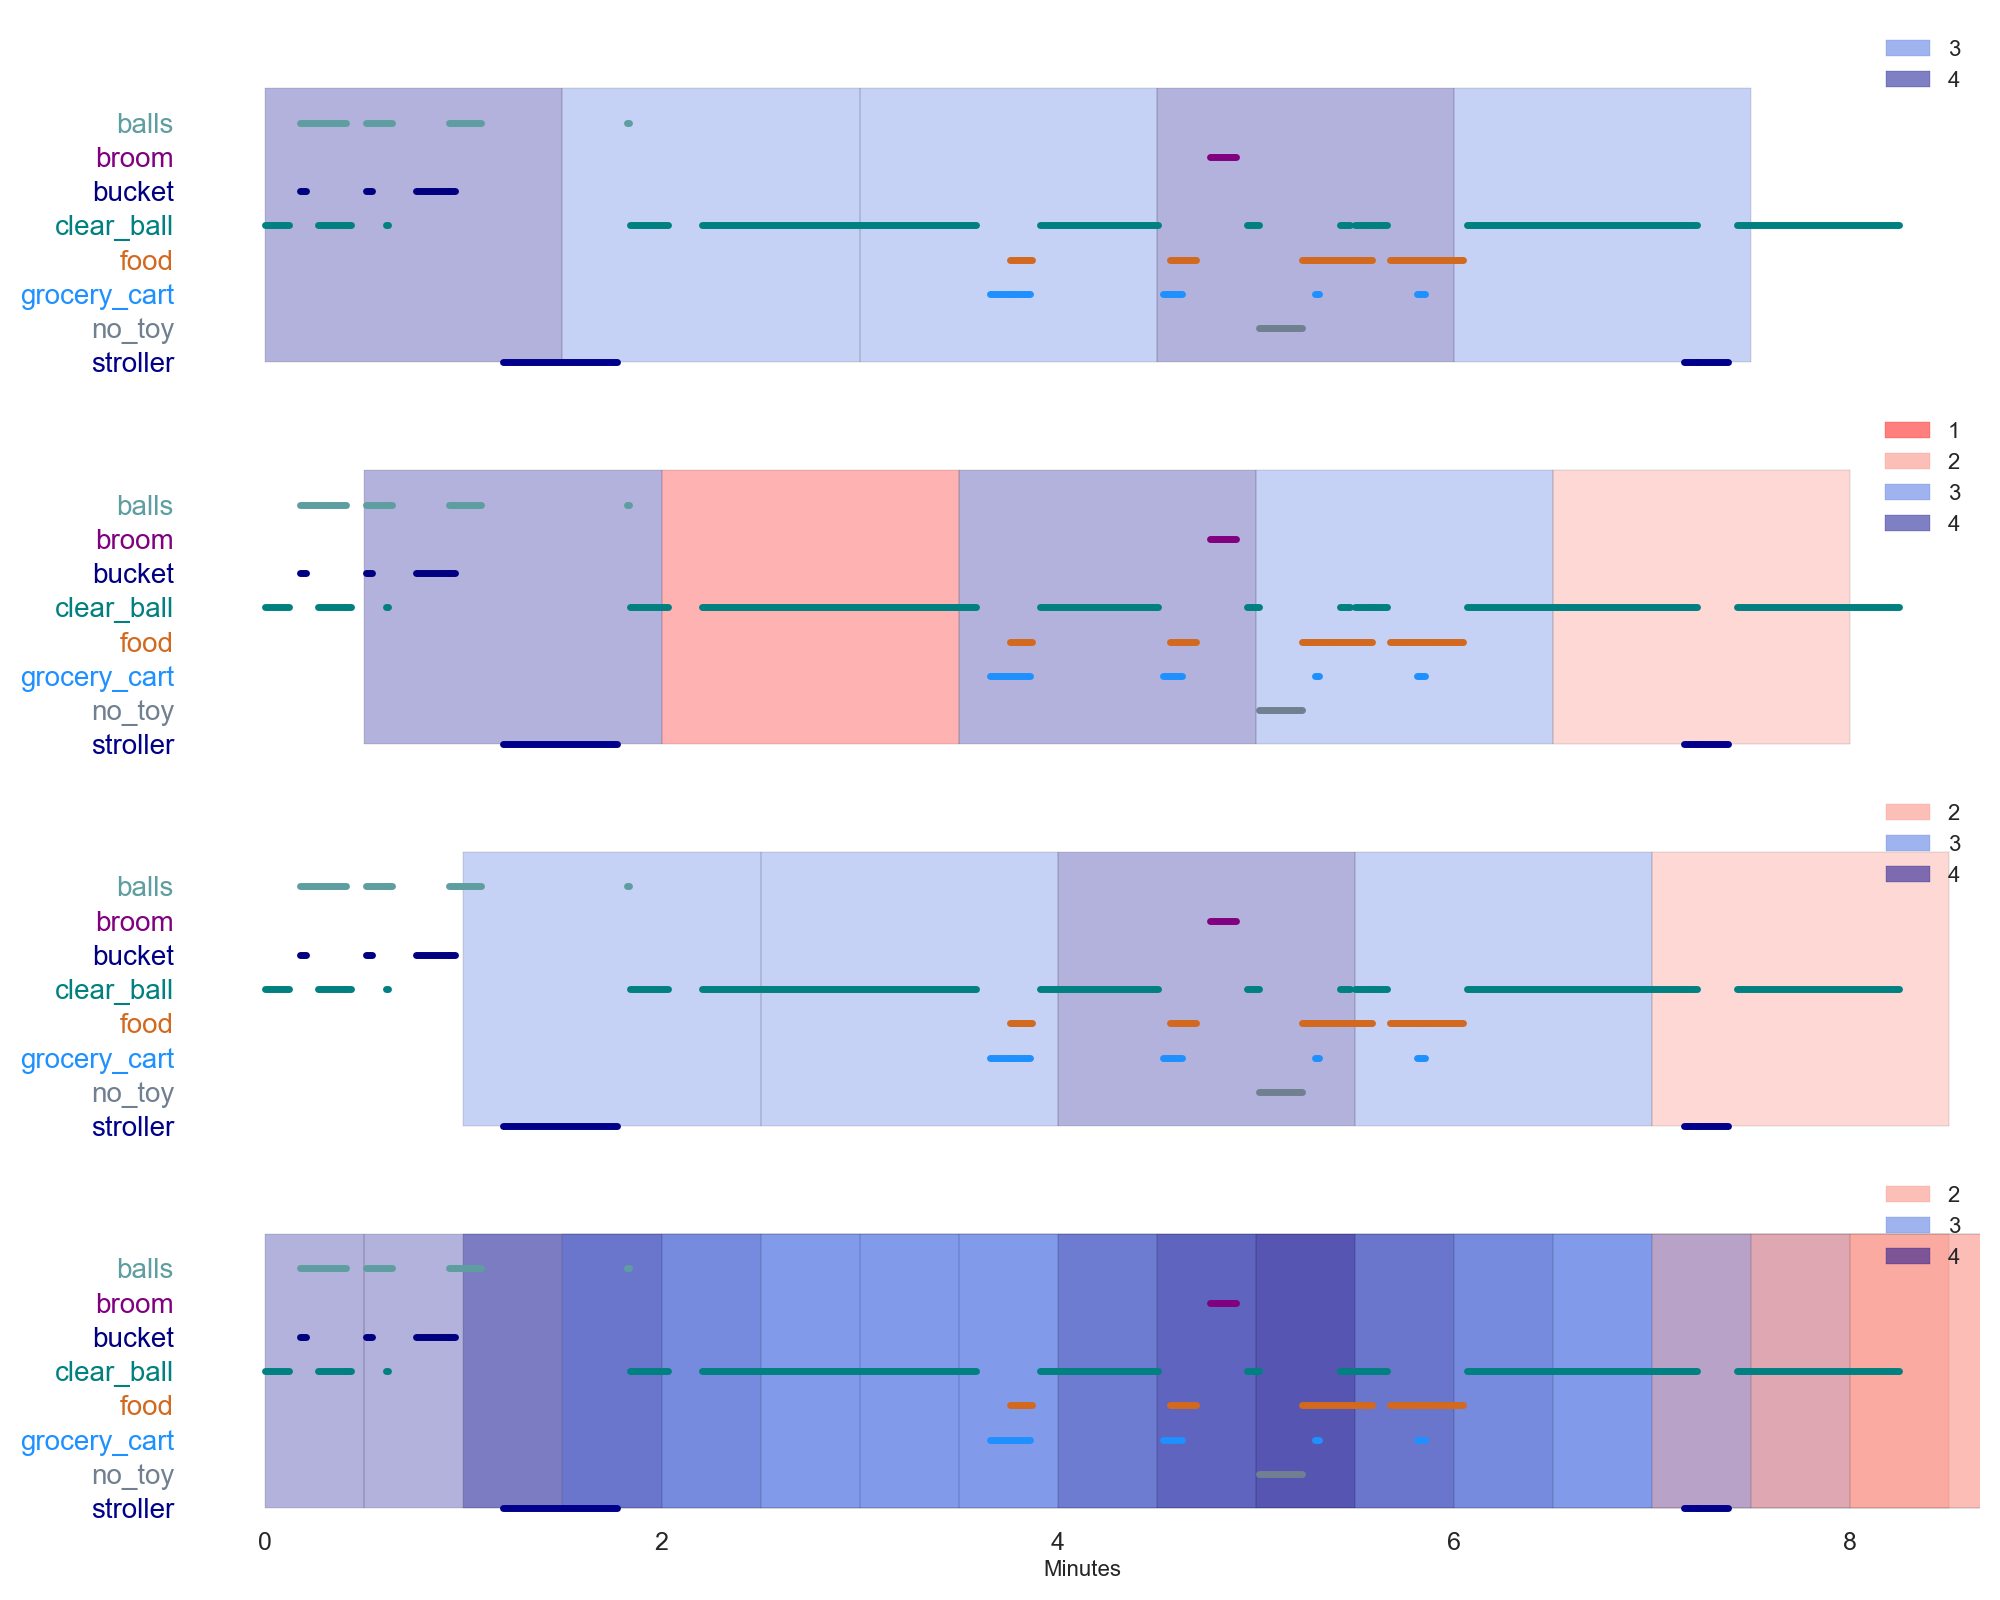 3
4
balls
broom
bucket
clear_ball
food
grocery_cart
no_toy
stroller
1
2
3
4
balls
broom
bucket
clear_ball
food
grocery_cart
no_toy
stroller
2
3
4
balls
broom
bucket
clear_ball
food
grocery_cart
no_toy
stroller
2
3
4
balls
broom
bucket
clear_ball
food
grocery_cart
no_toy
stroller
0 2 4 6 8
Minutes